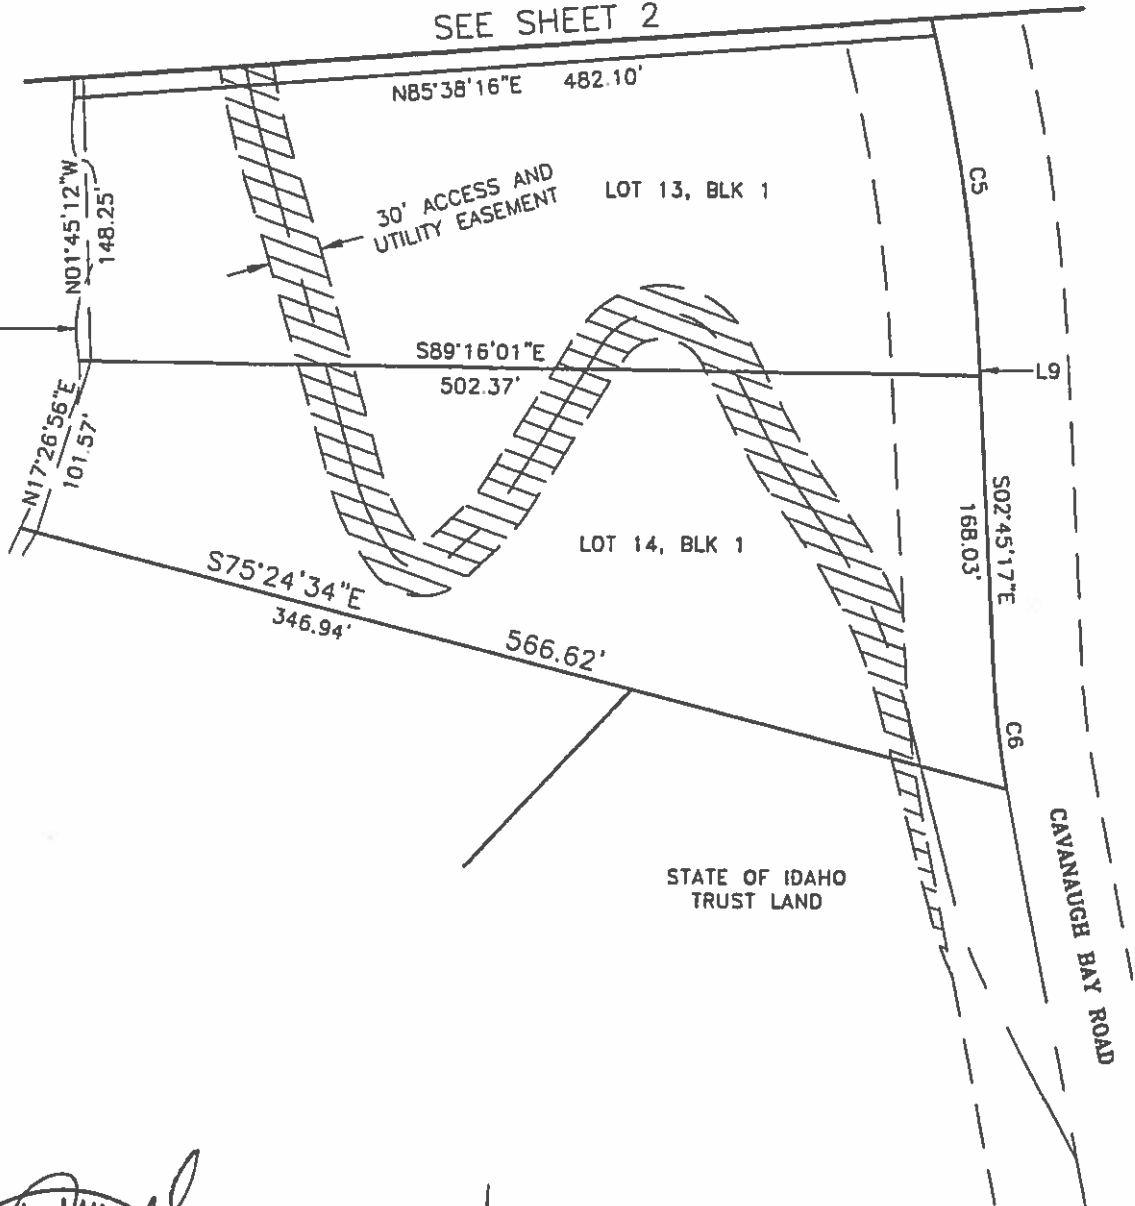 SEE SHEET 2
N85°38'16"E 482.10'
N01°45'12"W
148.25'
30' ACCESS AND
UTILITY EASEMENT
LOT 13, BLK 1
C5
S89°16'01"E
502.37'
L9
N17°26'56"E
101.57'
S02°45'17"E
168.03'
LOT 14, BLK 1
S75°24'34"E
346.94'
566.62'
C6
STATE OF IDAHO
TRUST LAND
CAVANAUGH BAY ROAD